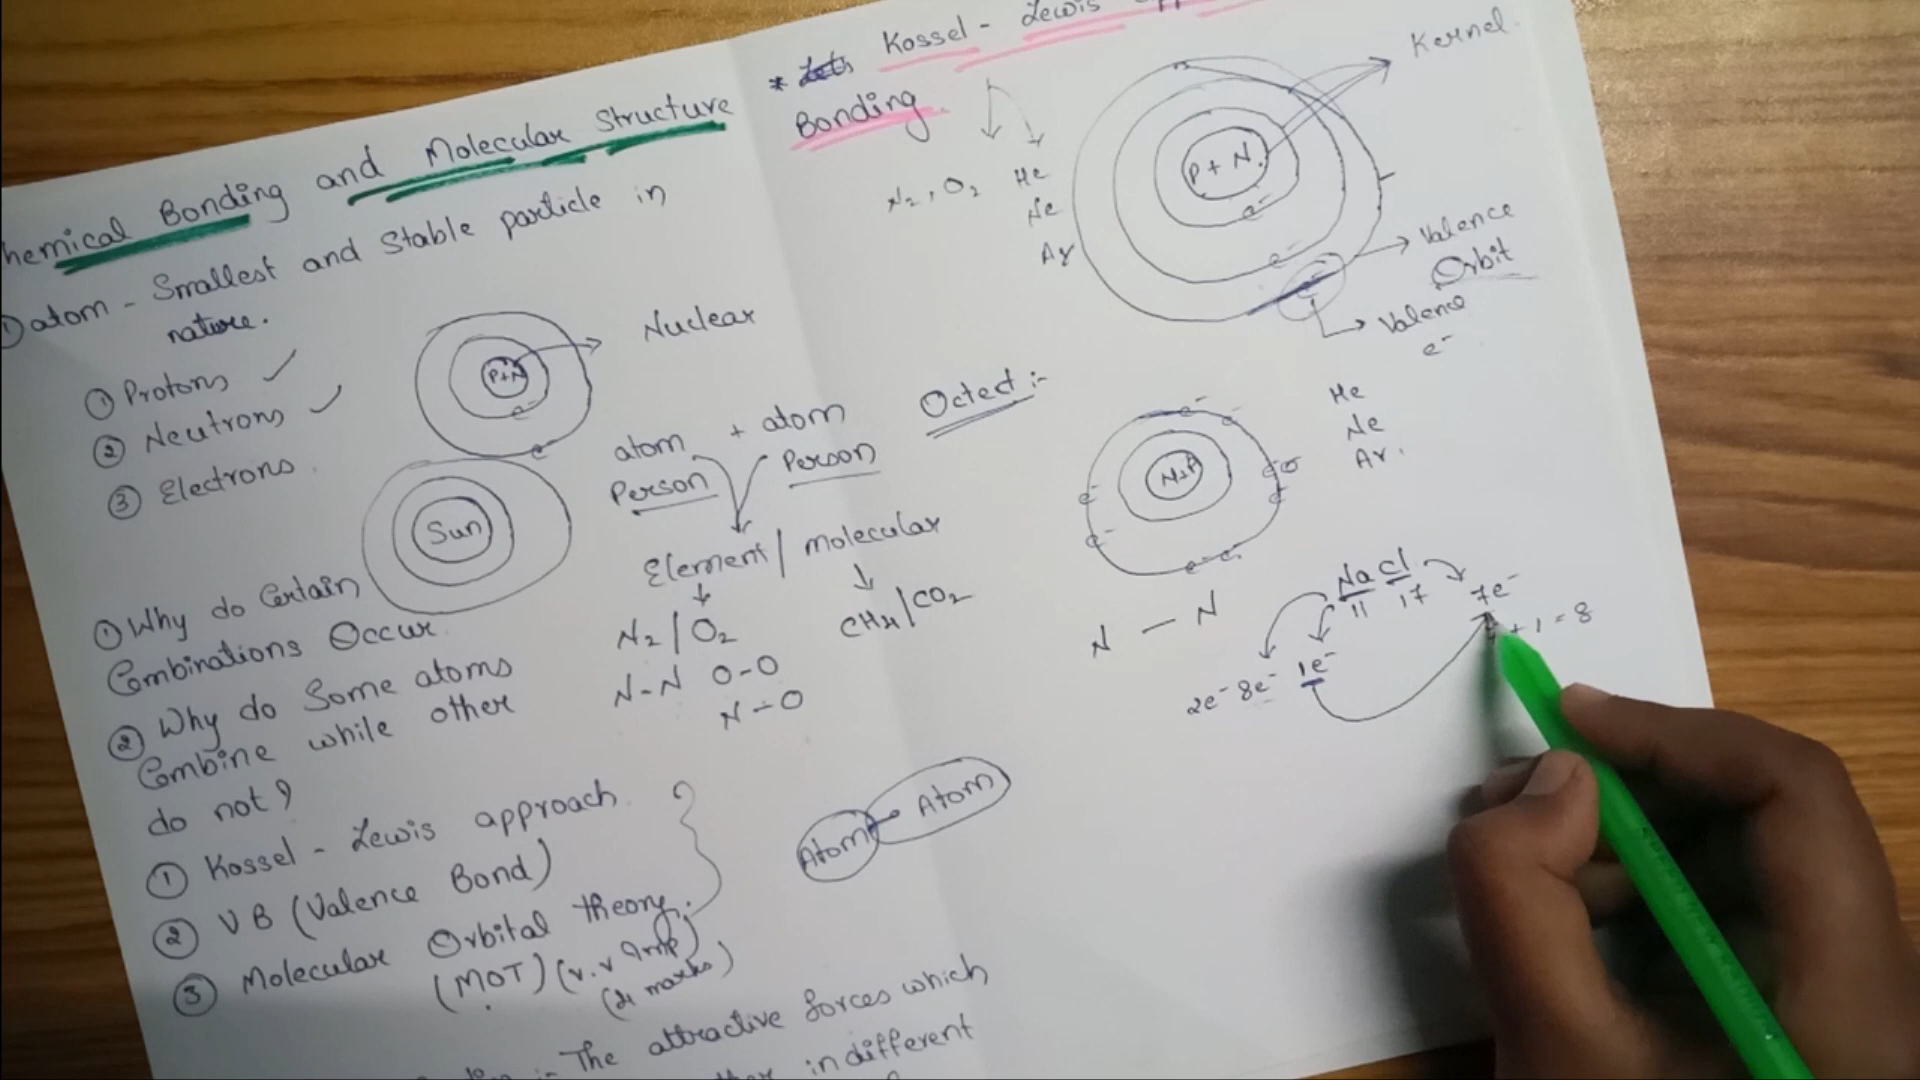 hemical Bonding and Molecular Structure
① atom - Smallest and Stable particle in
nature.
① Protons ✓
② Neutrons ✓
③ Electrons.
P+N
e-
e-
Nuclear
Sun
atom + atom
Person Person
Element / molecular
N2 / O2 CH4 / CO2
N-N O-O
N-O
① Why do Certain
Combinations Occur
② Why do Some atoms
Combine while other
do not?
① Kossel - Lewis approach.
② VB (Valence Bond)
③ Molecular Orbital theory.
(MOT) (v.v Imp)
(4 marks)
Atom Atom
:- The attractive forces which
in different
* Kossel - Lewis
Bonding
N2, O2 He
Ne
Ar
Kernel.
P + N.
e-
e-
Valence
Orbit
Valence
e-
Octect :-
e- e-
e- e-
e- e-
e- e-
He
Ne
Ar.
N - N
Na Cl
11 17
7e-
+ 1 = 8
2e- 8e- 1e-